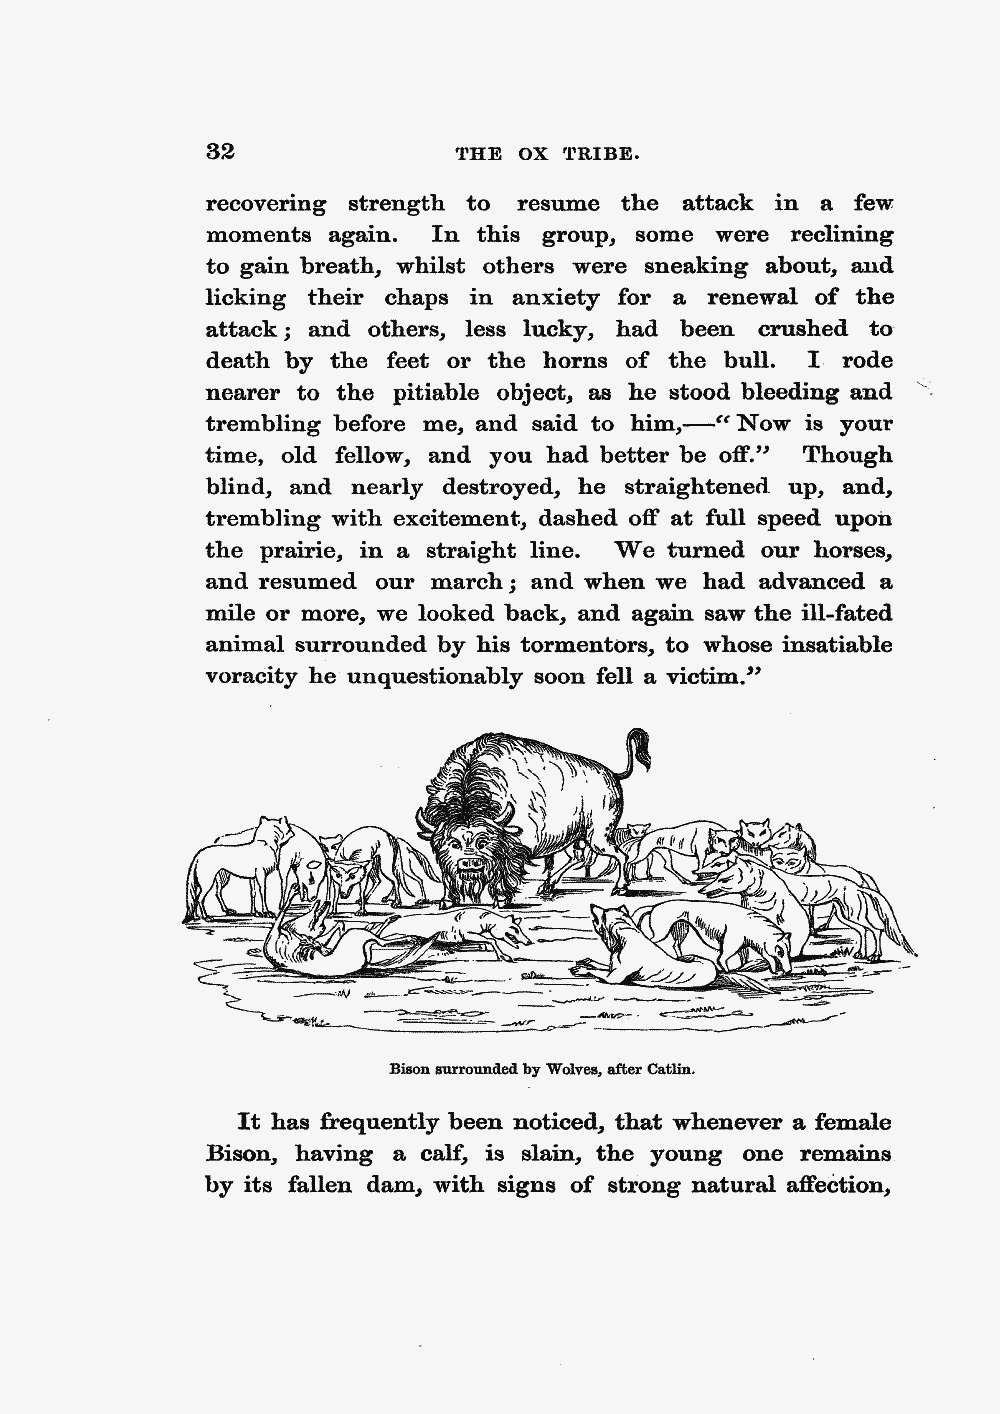 32 THE OX TRIBE.
recovering strength to resume the attack in a few
moments again. In this group, some were reclining
to gain breath, whilst others were sneaking about, and
licking their chaps in anxiety for a renewal of the
attack; and others, less lucky, had been crushed to
death by the feet or the horns of the bull. I rode
nearer to the pitiable object, as he stood bleeding and
trembling before me, and said to him,—“Now is your
time, old fellow, and you had better be off.” Though
blind, and nearly destroyed, he straightened up, and,
trembling with excitement, dashed off at full speed upon
the prairie, in a straight line. We turned our horses,
and resumed our march; and when we had advanced a
mile or more, we looked back, and again saw the ill-fated
animal surrounded by his tormentors, to whose insatiable
voracity he unquestionably soon fell a victim.”
Bison surrounded by Wolves, after Catlin.
It has frequently been noticed, that whenever a female
Bison, having a calf, is slain, the young one remains
by its fallen dam, with signs of strong natural affection,